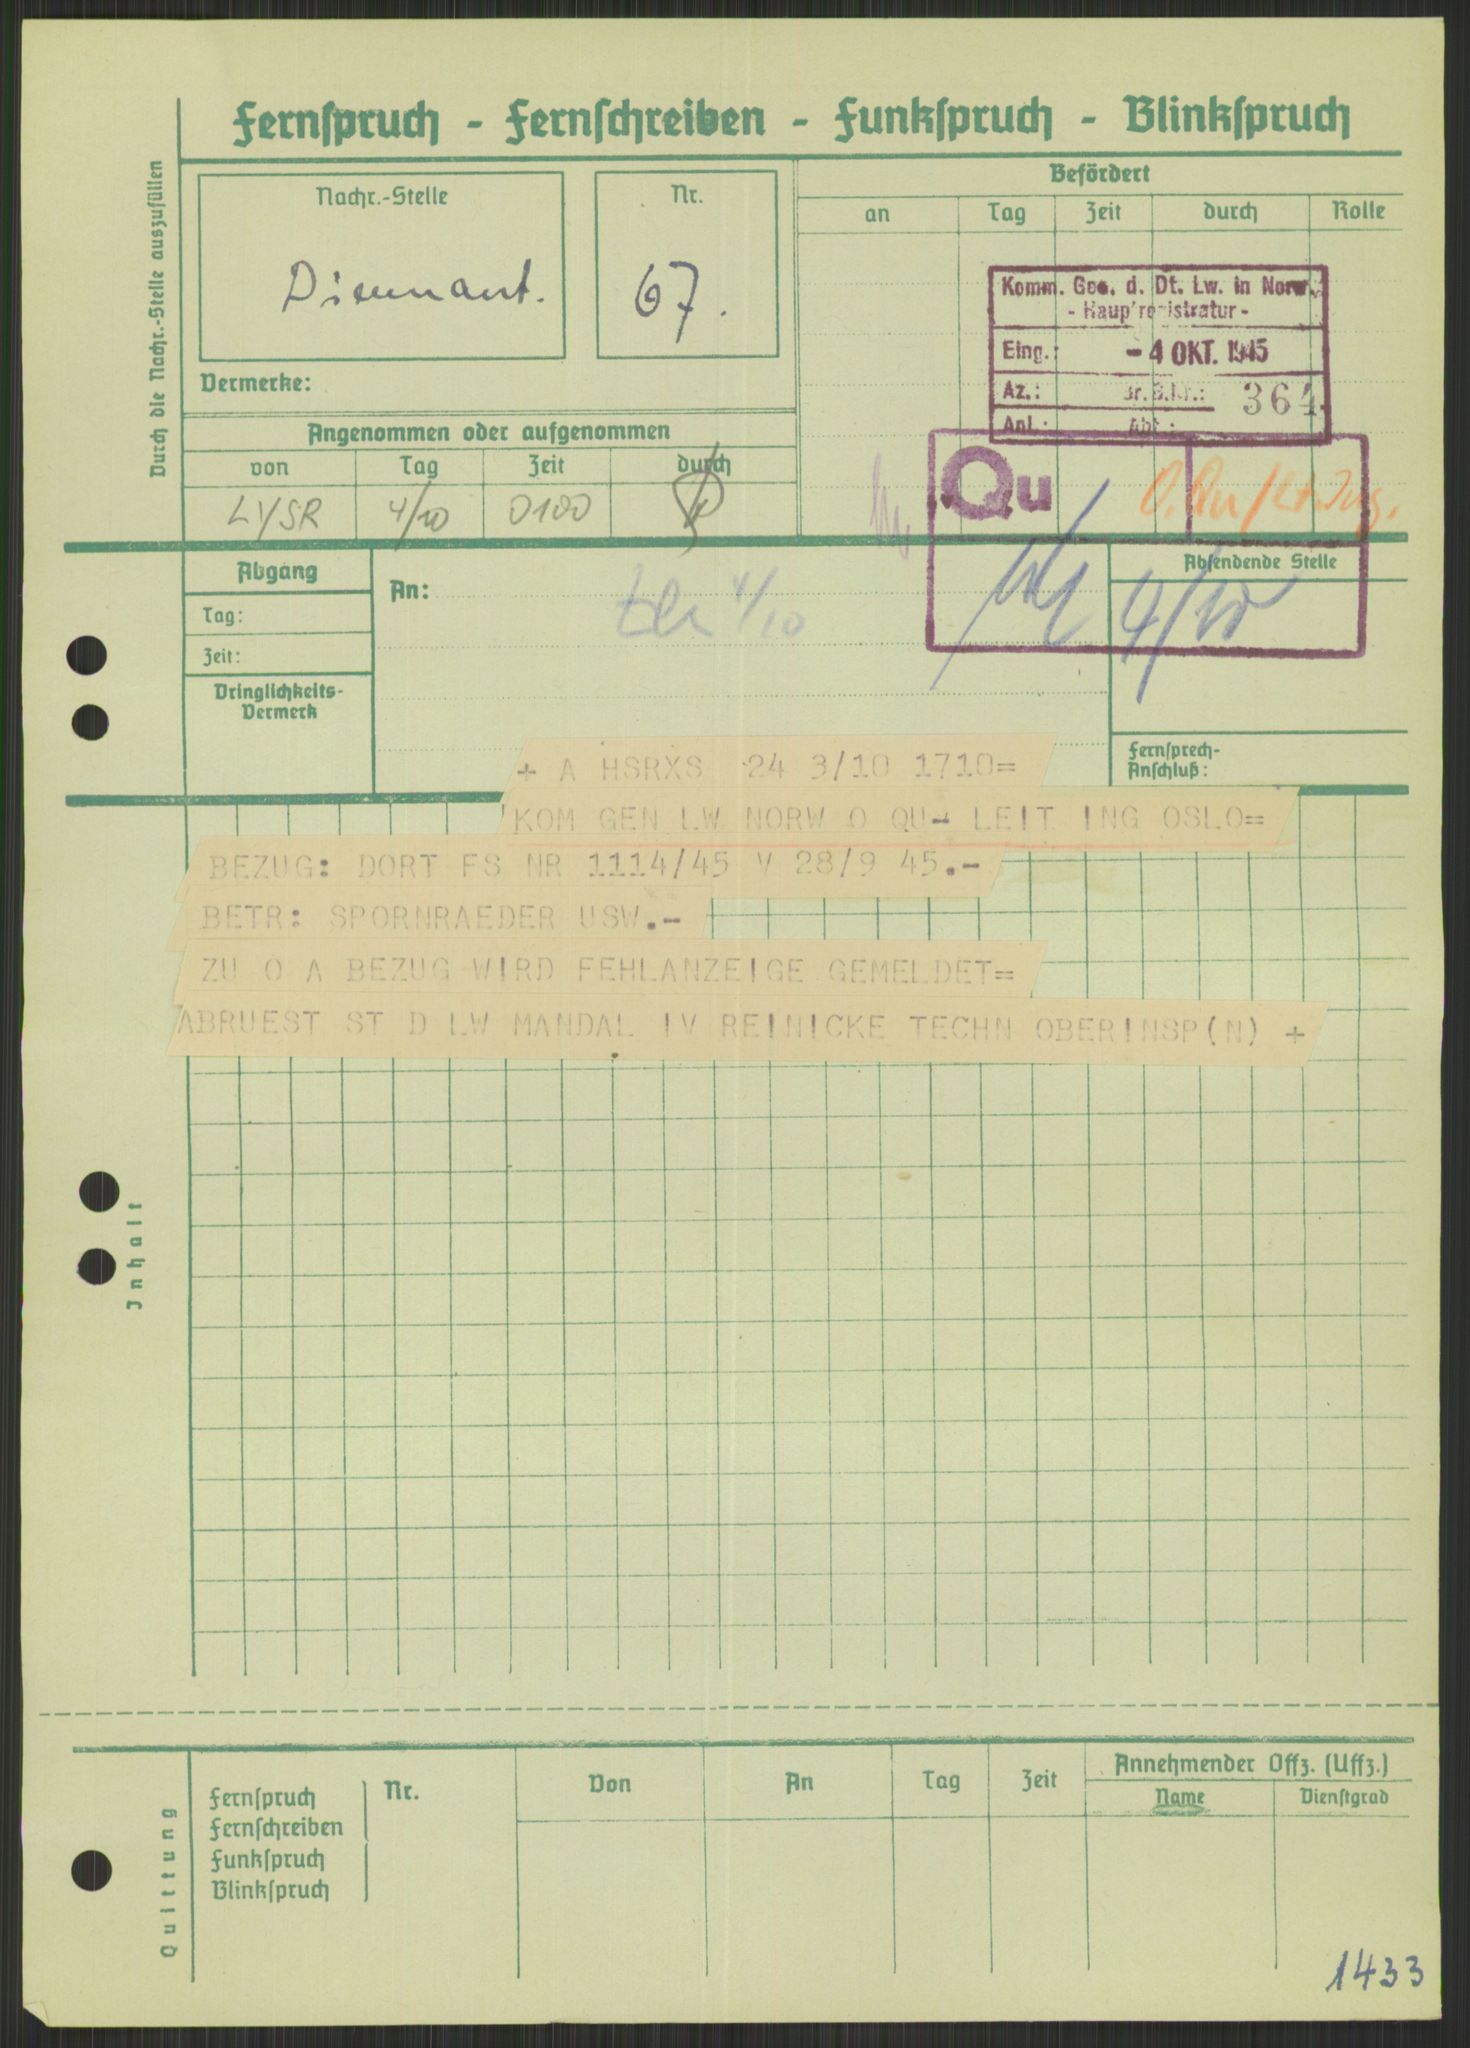 Fernspruch - Fernschreiben - Funkspruch - Blinkspruch
Durch die Nachr.-Stelle auszufüllen
Nachr.-Stelle
Nr.
67.
Befördert
an Tag Zeit durch Rolle
Komm. Gen. d. Dt. Lw. in Norw.
- Hauptregistratur -
Eing.: - 4 OKT. 1945
Az.: 364
Anl.: Abt.:
Vermerke:
Angenommen oder aufgenommen
von Tag Zeit durch
4/10 0100
Qu
Abgang
Tag:
Zeit:
Dringlichkeits-
Vermerk
An:
4/10
Absendende Stelle
4/10
Fernsprech-
Anschluß:
+ A HSRXS 24 3/10 1710=
KOM GEN LW NORW O QU- LEIT ING OSLO=
BEZUG: DORT FS NR 1114/45 V 28/9 45.-
BETR: SPORNRAEDER USW.-
ZU O A BEZUG WIRD FEHLANZEIGE GEMELDET=
ABRUEST ST D LW MANDAL IV REINICKE TECHN OBERINSP(N) +
Inhalt
Quittung
Fernspruch
Fernschreiben
Funkspruch
Blinkspruch
Nr.
Von An Tag Zeit
Annehmender Offz. (Uffz.)
Name Dienstgrad
1433